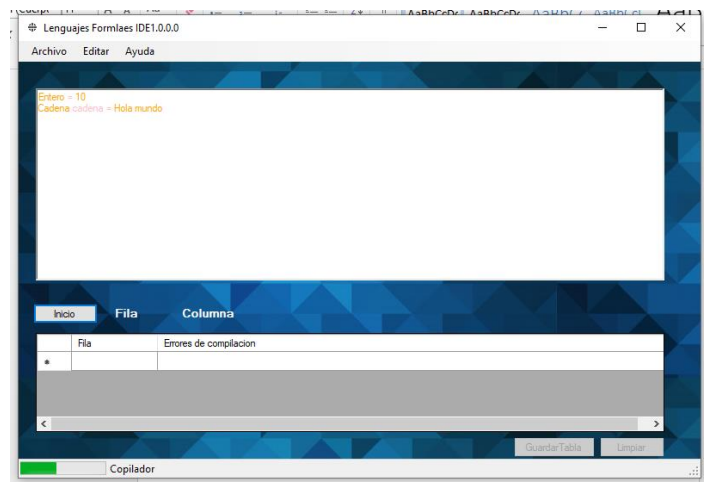 Lenguajes Formlaes IDE1.0.0.0
Archivo Editar Ayuda
Entero = 10
Cadena cadena = Hola mundo
Inicio Fila Columna
Fila Errores de compilacion
GuardarTabla Limpiar
Copilador